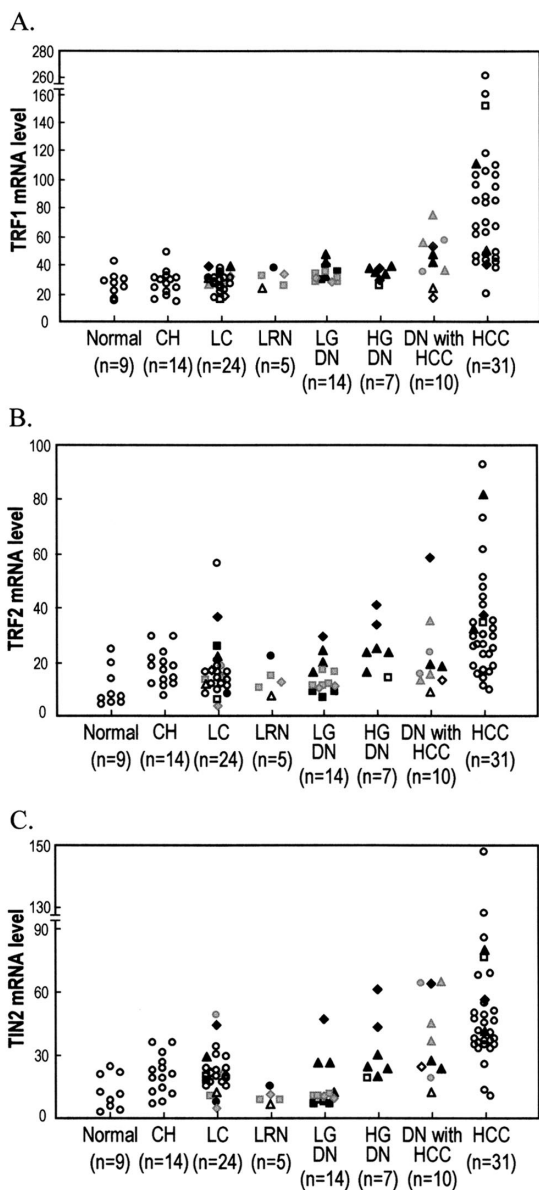 A.
TRF1 mRNA level
280
200
160
140
120
100
80
60
40
20
0
Normal CH LC LRN LG HG DN with HCC
DN DN HCC
(n=9) (n=14) (n=24) (n=5) (n=14) (n=7) (n=10) (n=31)
B.
TRF2 mRNA level
100
80
60
40
20
0
Normal CH LC LRN LG HG DN with HCC
DN DN HCC
(n=9) (n=14) (n=24) (n=5) (n=14) (n=7) (n=10) (n=31)
C.
TIN2 mRNA level
150
130
90
60
30
0
Normal CH LC LRN LG HG DN with HCC
DN DN HCC
(n=9) (n=14) (n=24) (n=5) (n=14) (n=7) (n=10) (n=31)